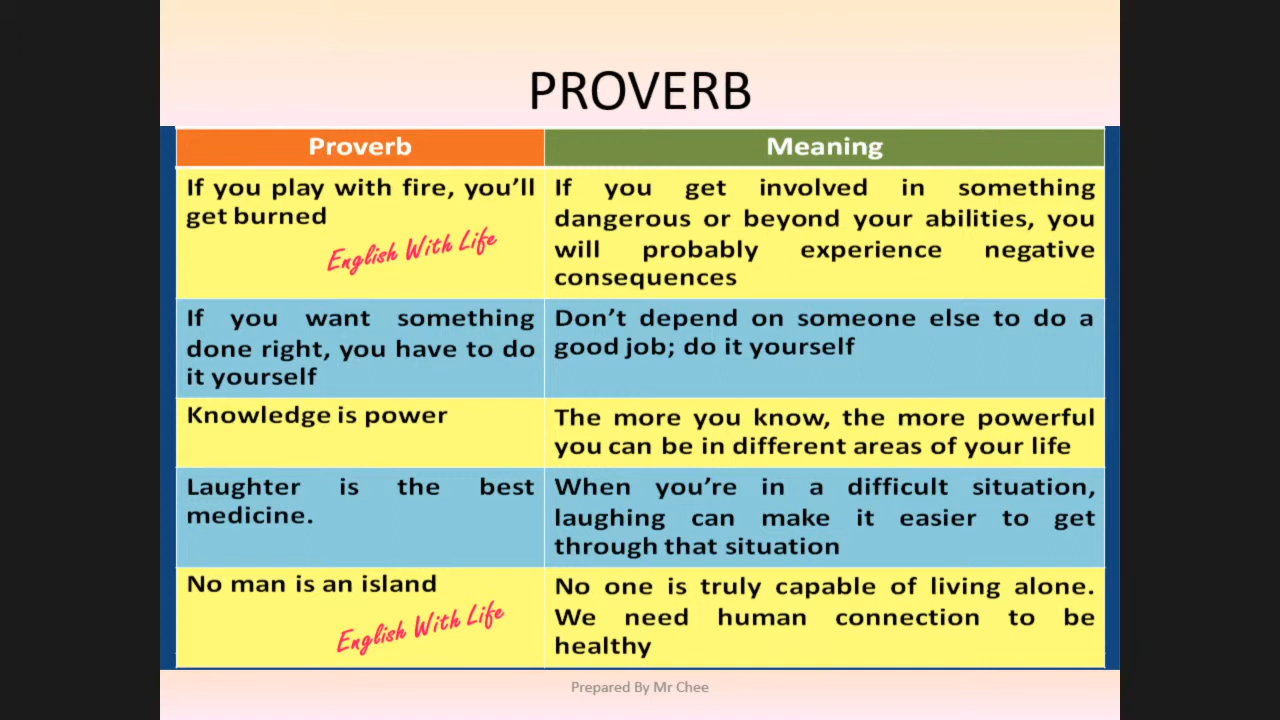 PROVERB
Proverb
Meaning
If you play with fire, you'll
get burned
English With Life
If you get involved in something
dangerous or beyond your abilities, you
will probably experience negative
consequences
If you want something
done right, you have to do
it yourself
Don't depend on someone else to do a
good job; do it yourself
Knowledge is power
The more you know, the more powerful
you can be in different areas of your life
Laughter is the best
medicine.
When you're in a difficult situation,
laughing can make it easier to get
through that situation
No man is an island
English With Life
No one is truly capable of living alone.
We need human connection to be
healthy
Prepared By Mr Chee